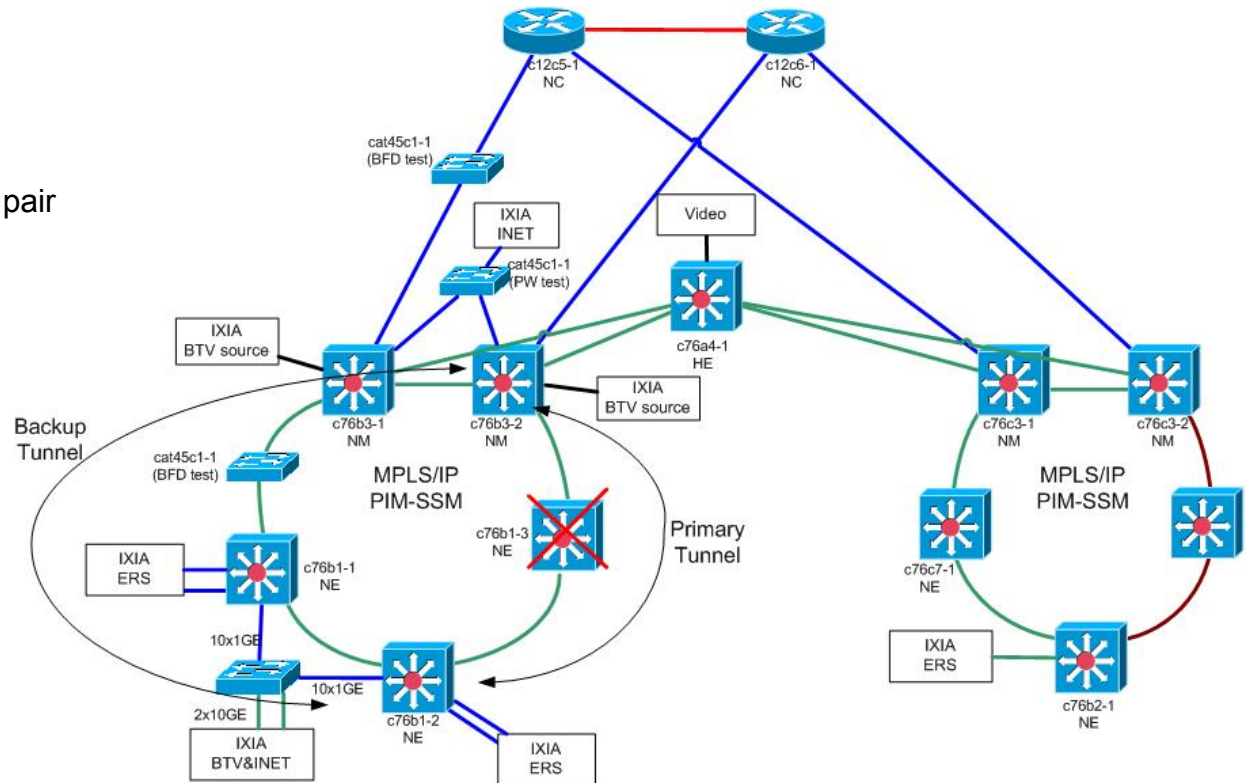 c12c5-1
NC
c12c6-1
NC
cat45c1-1
(BFD test)
pair
IXIA
INET
Video
cat45c1-1
(PW test)
IXIA
BTV source
c76a4-1
HE
IXIA
BTV source
c76b3-1
NM
c76b3-2
NM
c76c3-1
NM
c76c3-2
NM
Backup
Tunnel
cat45c1-1
(BFD test)
MPLS/IP
PIM-SSM
MPLS/IP
PIM-SSM
c76b1-3
NE
Primary
Tunnel
IXIA
ERS
c76b1-1
NE
c76c7-1
NE
10x1GE
IXIA
ERS
10x1GE
2x10GE
c76b1-2
NE
c76b2-1
NE
IXIA
BTV&INET
IXIA
ERS